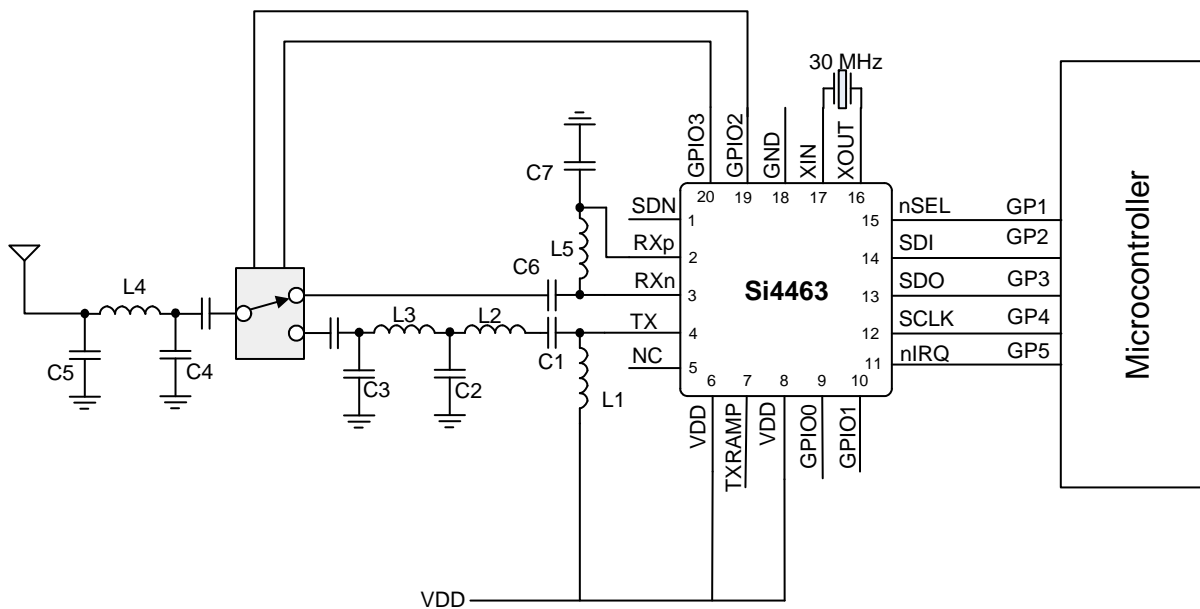 30 MHz
GPIO3
GPIO2
GND
XIN
XOUT
C7
20
19
18
17
16
SDN
1
nSEL
15
GP1
L5
RXp
2
SDI
14
GP2
C6
RXn
3
Si4463
SDO
13
GP3
L4
L3
L2
TX
4
SCLK
12
GP4
C1
NC
5
nIRQ
11
GP5
C5
C4
C3
C2
L1
6
7
8
9
10
VDD
TXRAMP
VDD
GPIO0
GPIO1
Microcontroller
VDD